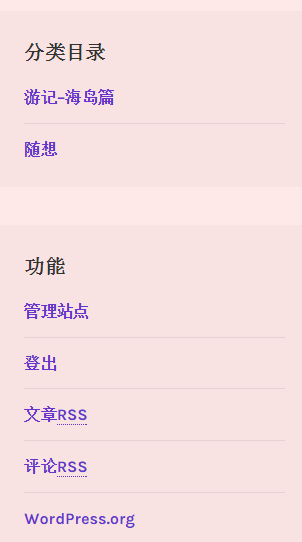 分类目录
游记–海岛篇
随想
功能
管理站点
登出
文章RSS
评论RSS
WordPress.org